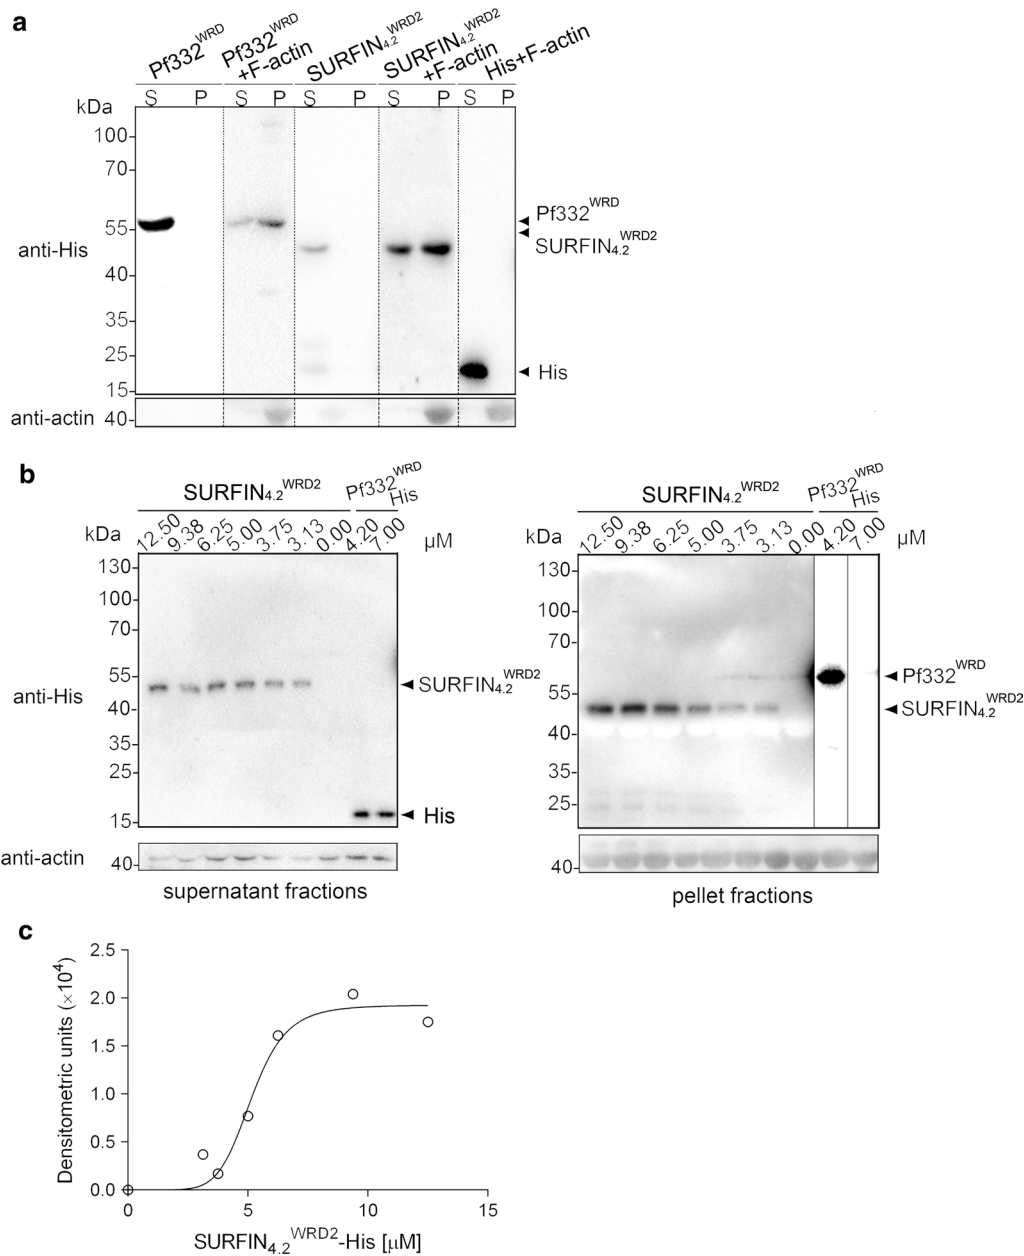 a
Pf332WRD Pf332WRD +F-actin SURFIN4.2WRD2 SURFIN4.2WRD2 +F-actin His+F-actin
kDa S P S P S P S P S P
100
70
55
40
35
25
15
anti-His
Pf332WRD
SURFIN4.2WRD2
His
anti-actin 40
b
SURFIN4.2WRD2 Pf332WRD His
kDa 12.50 9.38 6.25 5.00 3.75 3.13 0.00 4.20 7.00 µM
130
100
70
55
40
35
25
15
anti-His
SURFIN4.2WRD2
His
anti-actin 40
supernatant fractions
SURFIN4.2WRD2 Pf332WRD His
kDa 12.50 9.38 6.25 5.00 3.75 3.13 0.00 4.20 7.00 µM
130
100
70
55
40
35
25
Pf332WRD
SURFIN4.2WRD2
40
pellet fractions
c
Densitometric units (×104)
2.5
2.0
1.5
1.0
0.5
0.0
0 5 10 15
SURFIN4.2WRD2-His [µM]